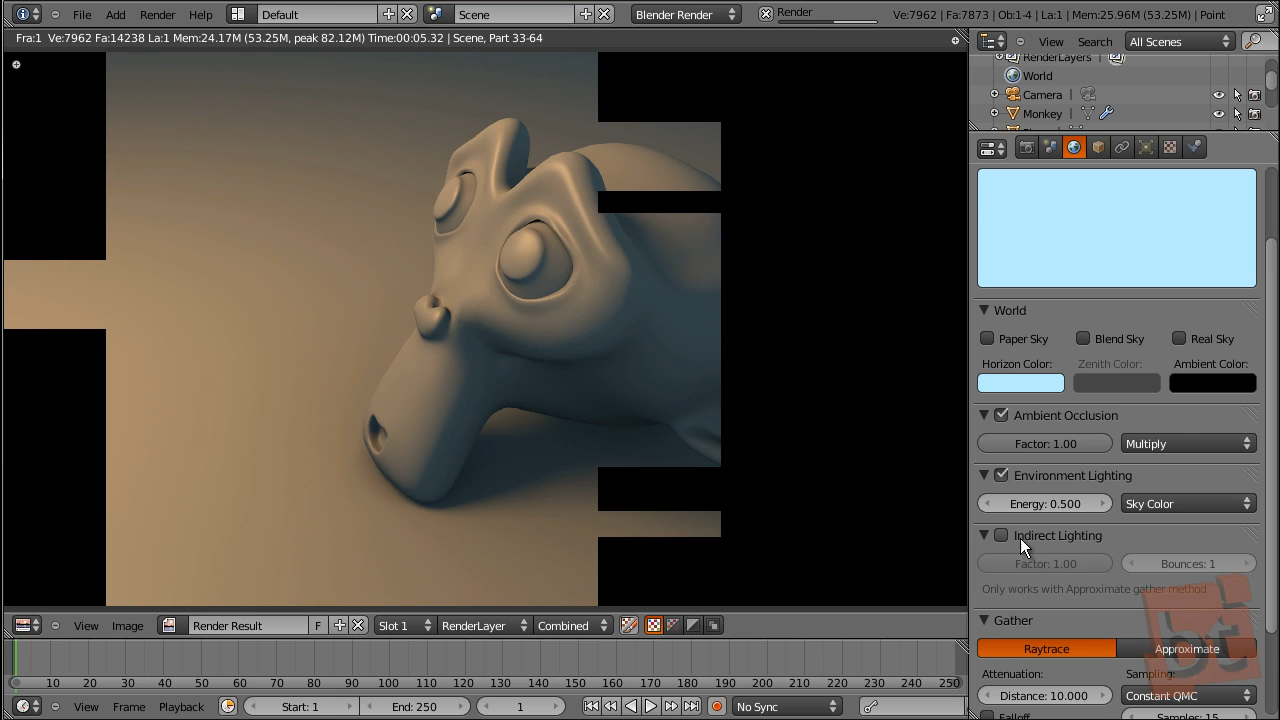 File Add Render Help Default Scene Blender Render Render Ve:7962 Fa:7873 Ob:1-4 La:1 Mem:25.96M (53.25M) Point
Fra:1 Ve:7962 Fa:14238 La:1 Mem:24.17M (53.25M, peak 82.12M) Time:00:05.32 | Scene, Part 33-64
View Search All Scenes
RenderLayers
World
Camera
Monkey
World
Paper Sky Blend Sky Real Sky
Horizon Color: Zenith Color: Ambient Color:
Ambient Occlusion
Factor: 1.00 Multiply
Environment Lighting
Energy: 0.500 Sky Color
Indirect Lighting
Factor: 1.00 Bounces: 1
Only works with Approximate gather method
Gather
Raytrace Approximate
Attenuation: Sampling:
Distance: 10.000 Constant QMC
Falloff Samples: 15
bt
View Image Render Result F Slot 1 RenderLayer Combined
10 20 30 40 50 60 70 80 90 100 110 120 130 140 150 160 170 180 190 200 210 220 230 240 250
View Frame Playback Start: 1 End: 250 1 No Sync